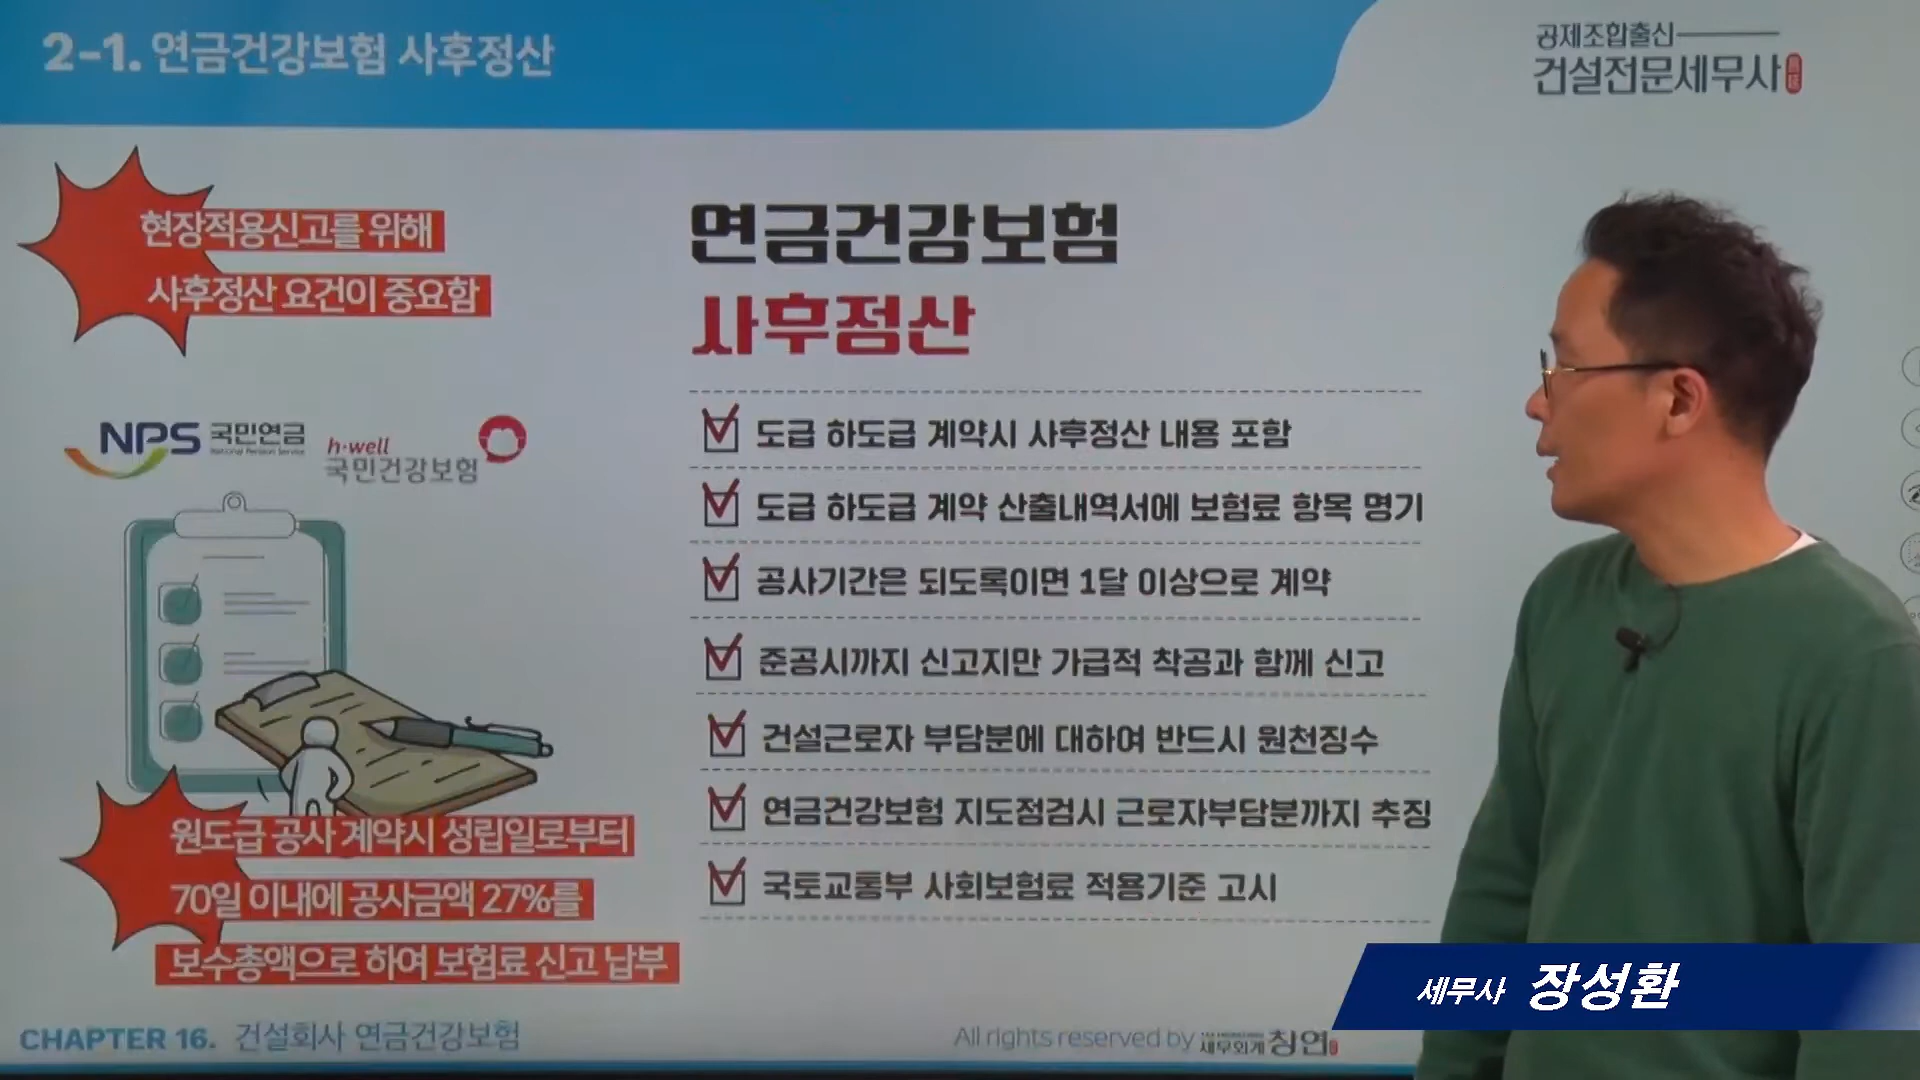 2-1. 연금건강보험 사후정산
공제조합출신
건설전문세무사
현장적용신고를 위해
사후정산 요건이 중요함
연금건강보험
사후정산
NPS 국민연금
National Pension Service
h·well
국민건강보험
도급 하도급 계약시 사후정산 내용 포함
도급 하도급 계약 산출내역서에 보험료 항목 명기
공사기간은 되도록이면 1달 이상으로 계약
준공시까지 신고지만 가급적 착공과 함께 신고
건설근로자 부담분에 대하여 반드시 원천징수
연금건강보험 지도점검시 근로자부담분까지 추징
국토교통부 사회보험료 적용기준 고시
원도급 공사 계약시 성립일로부터
70일 이내에 공사금액 27%를
보수총액으로 하여 보험료 신고 납부
세무사 장성환
CHAPTER 16. 건설회사 연금건강보험
All rights reserved by 세무회계 창연